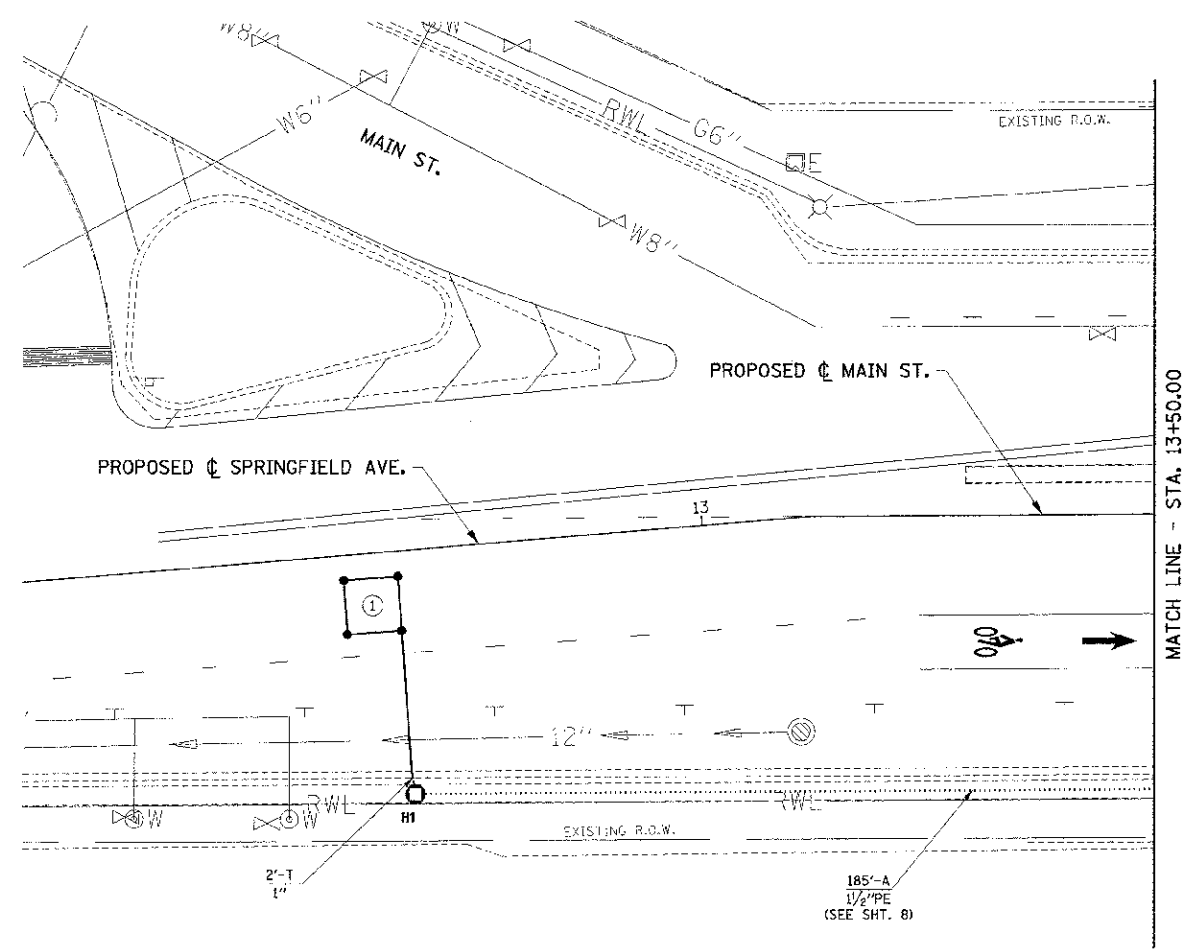 W8"
W
W6"
MAIN ST.
RWL
G6"
EXISTING R.O.W.
E
W8"
PROPOSED ℄ MAIN ST.
PROPOSED ℄ SPRINGFIELD AVE.
13
MATCH LINE - STA. 13+50.00
1
12"
W
RWL
W
H1
RWL
EXISTING R.O.W.
2'-T
1"
185'-A
1½"PE
(SEE SHT. 8)